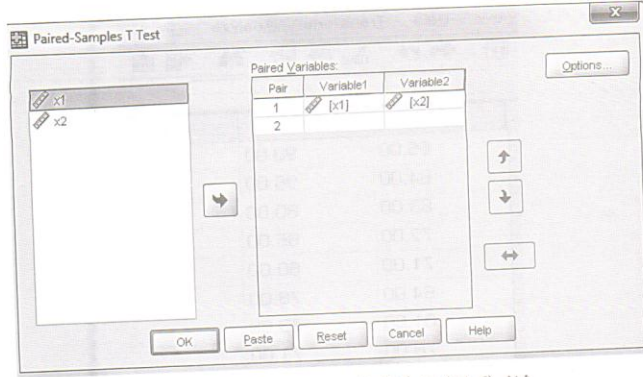 Paired-Samples T Test
x1
x2
Paired Variables:
Pair Variable1 Variable2
1 [x1] [x2]
2
Options...
OK Paste Reset Cancel Help